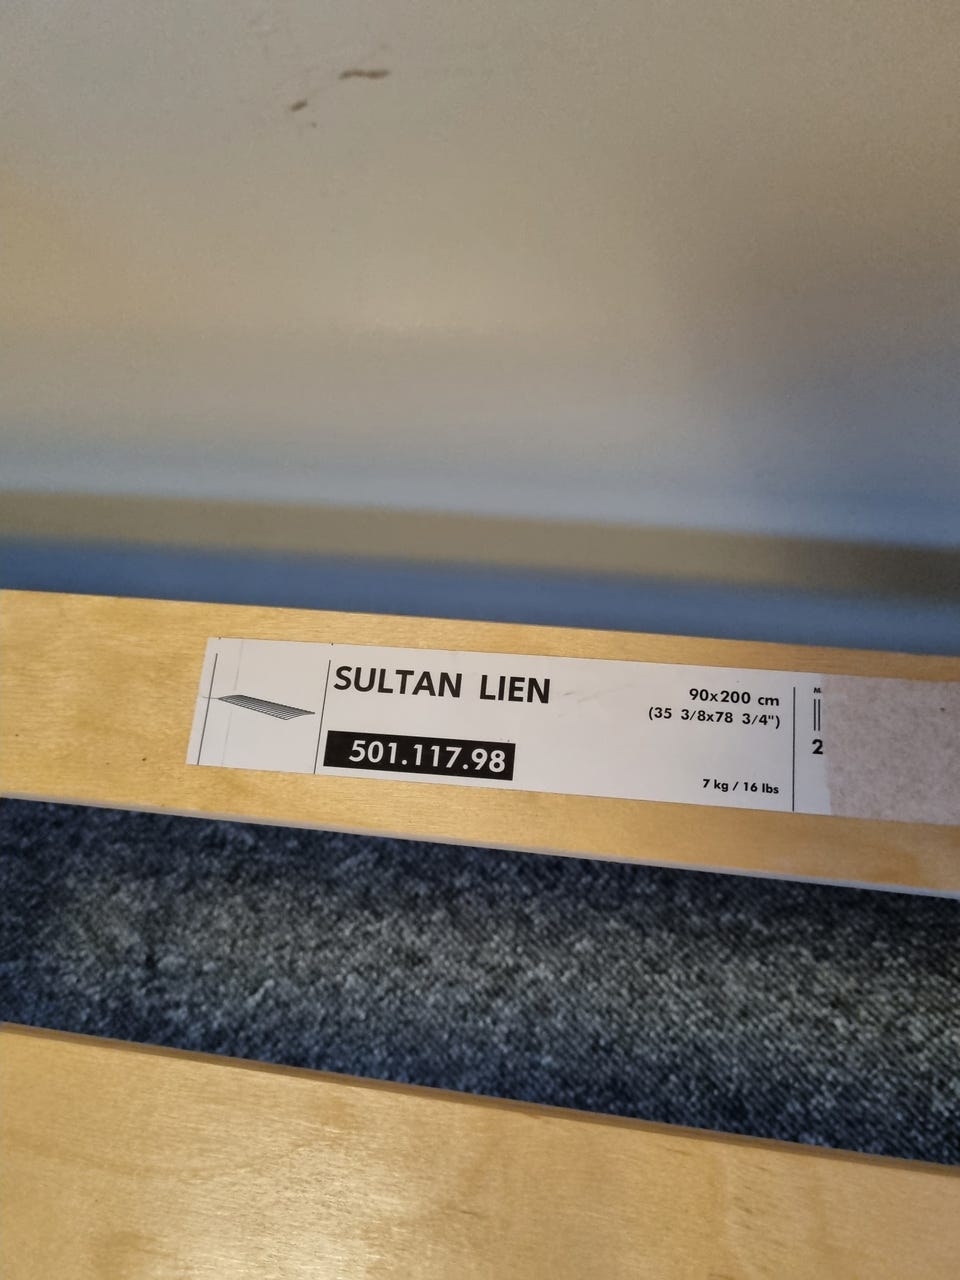 SULTAN LIEN
90x200 cm
(35 3/8x78 3/4")
501.117.98
7 kg / 16 lbs
2